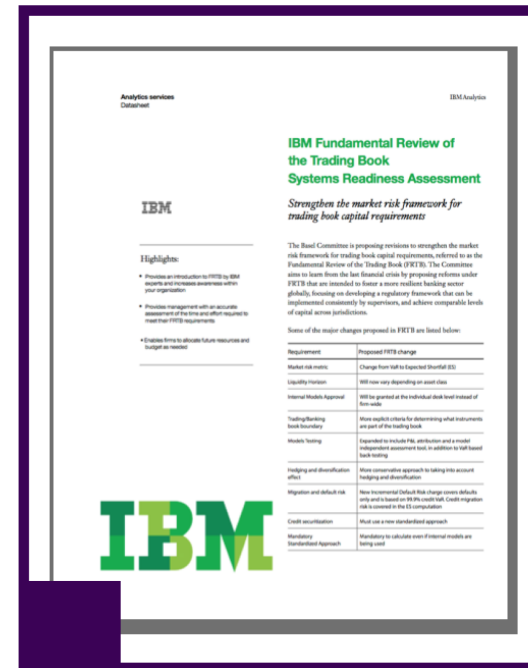 Analytics services
Datasheet
IBM Analytics
IBM Fundamental Review of
the Trading Book
Systems Readiness Assessment
Strengthen the market risk framework for
trading book capital requirements
IBM
Highlights:
• Provides an introduction to FRTB by IBM
experts and increases awareness within
your organization
• Provides management with an accurate
assessment of the time and effort required to
meet their FRTB requirements
• Enables firms to allocate future resources and
budget as needed
The Basel Committee is proposing revisions to strengthen the market
risk framework for trading book capital requirements, referred to as the
Fundamental Review of the Trading Book (FRTB). The Committee
aims to learn from the last financial crisis by proposing reforms under
FRTB that are intended to foster a more resilient banking sector
globally, focusing on developing a regulatory framework that can be
implemented consistently by supervisors, and achieve comparable levels
of capital across jurisdictions.
Some of the major changes proposed in FRTB are listed below:
Requirement Proposed FRTB change
Market risk metric Change from VaR to Expected Shortfall (ES)
Liquidity Horizon Will now vary depending on asset class
Internal Models Approval Will be granted at the individual desk level instead of
firm-wide
Trading/Banking More explicit criteria for determining what instruments
book boundary are part of the trading book
Models Testing Expanded to include P&L attribution and a model
independent assessment tool, in addition to VaR based
back-testing
Hedging and diversification More conservative approach to taking into account
effect hedging and diversification
Migration and default risk New Incremental Default Risk charge covers defaults
only and is based on 99.9% credit VaR. Credit migration
risk is covered in the ES computation
Credit securitization Must use a new standardized approach
Mandatory Mandatory to calculate even if internal models are
Standardized Approach being used
IBM